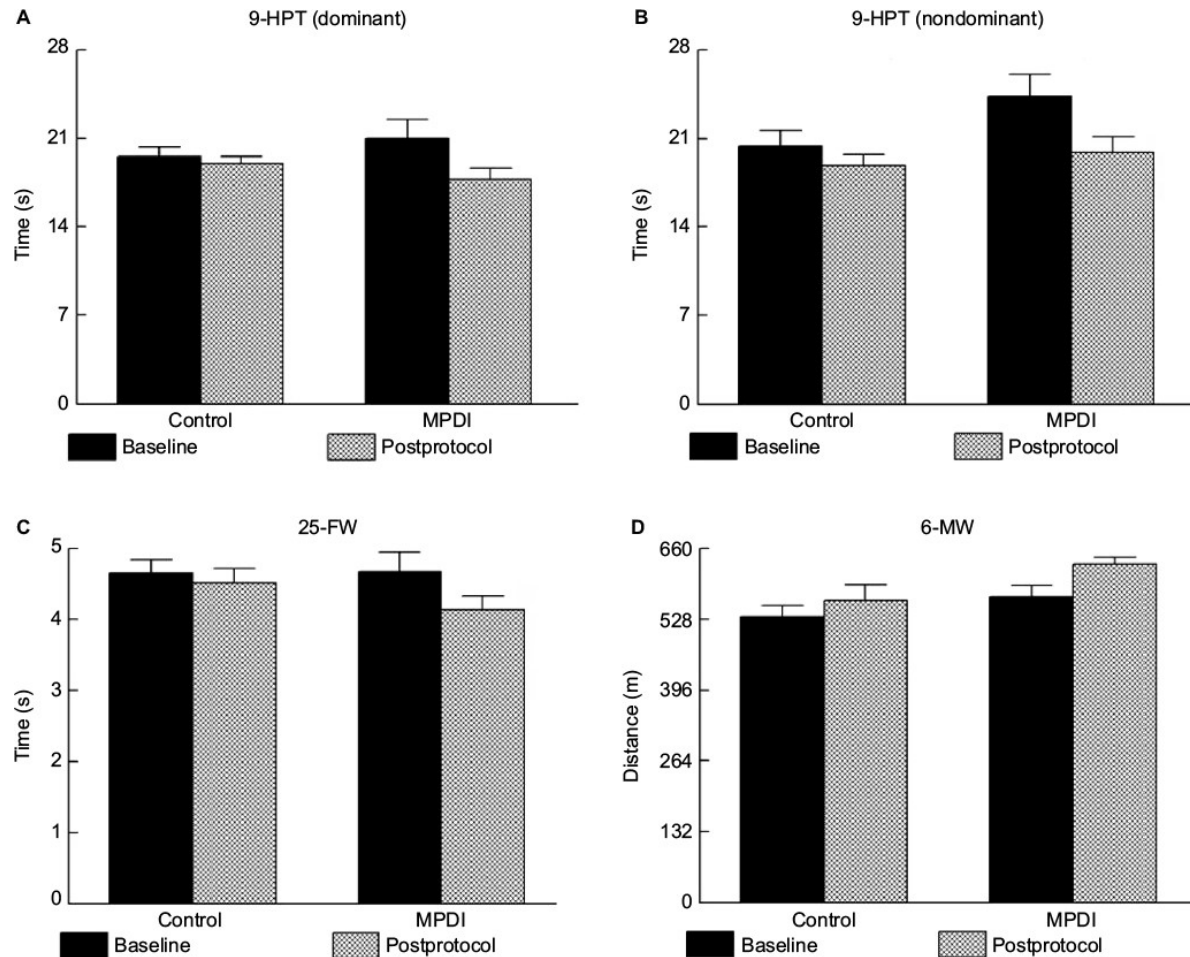 A
9-HPT (dominant)
28
21
14
7
0
Time (s)
Control
MPDI
Baseline
Postprotocol
B
9-HPT (nondominant)
28
21
14
7
0
Time (s)
Control
MPDI
Baseline
Postprotocol
C
25-FW
5
4
3
2
1
0
Time (s)
Control
MPDI
Baseline
Postprotocol
D
6-MW
660
528
396
264
132
0
Distance (m)
Control
MPDI
Baseline
Postprotocol